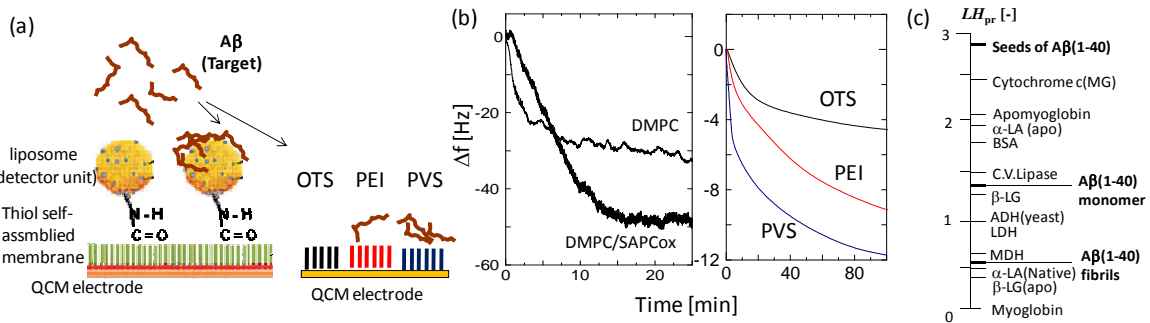 (a)
Aβ
(Target)
liposome
detector unit)
Thiol self-
assmblied
membrane
N - H
C = O
N - H
C = O
QCM electrode
OTS PEI PVS
QCM electrode
(b)
Δf [Hz]
0
-20
-40
-60
DMPC
DMPC/SAPCox
0 5 10 15 20 25
0
-4
-8
-12
OTS
PEI
PVS
0 40 80
Time [min]
(c)
LHpr [-]
3
2
1
0
Seeds of Aβ(1-40)
Cytochrome c(MG)
Apomyoglobin
α-LA (apo)
BSA
C.V.Lipase
Aβ(1-40)
monomer
β-LG
ADH(yeast)
LDH
MDH
Aβ(1-40)
fibrils
α-LA(Native)
β-LG(apo)
Myoglobin